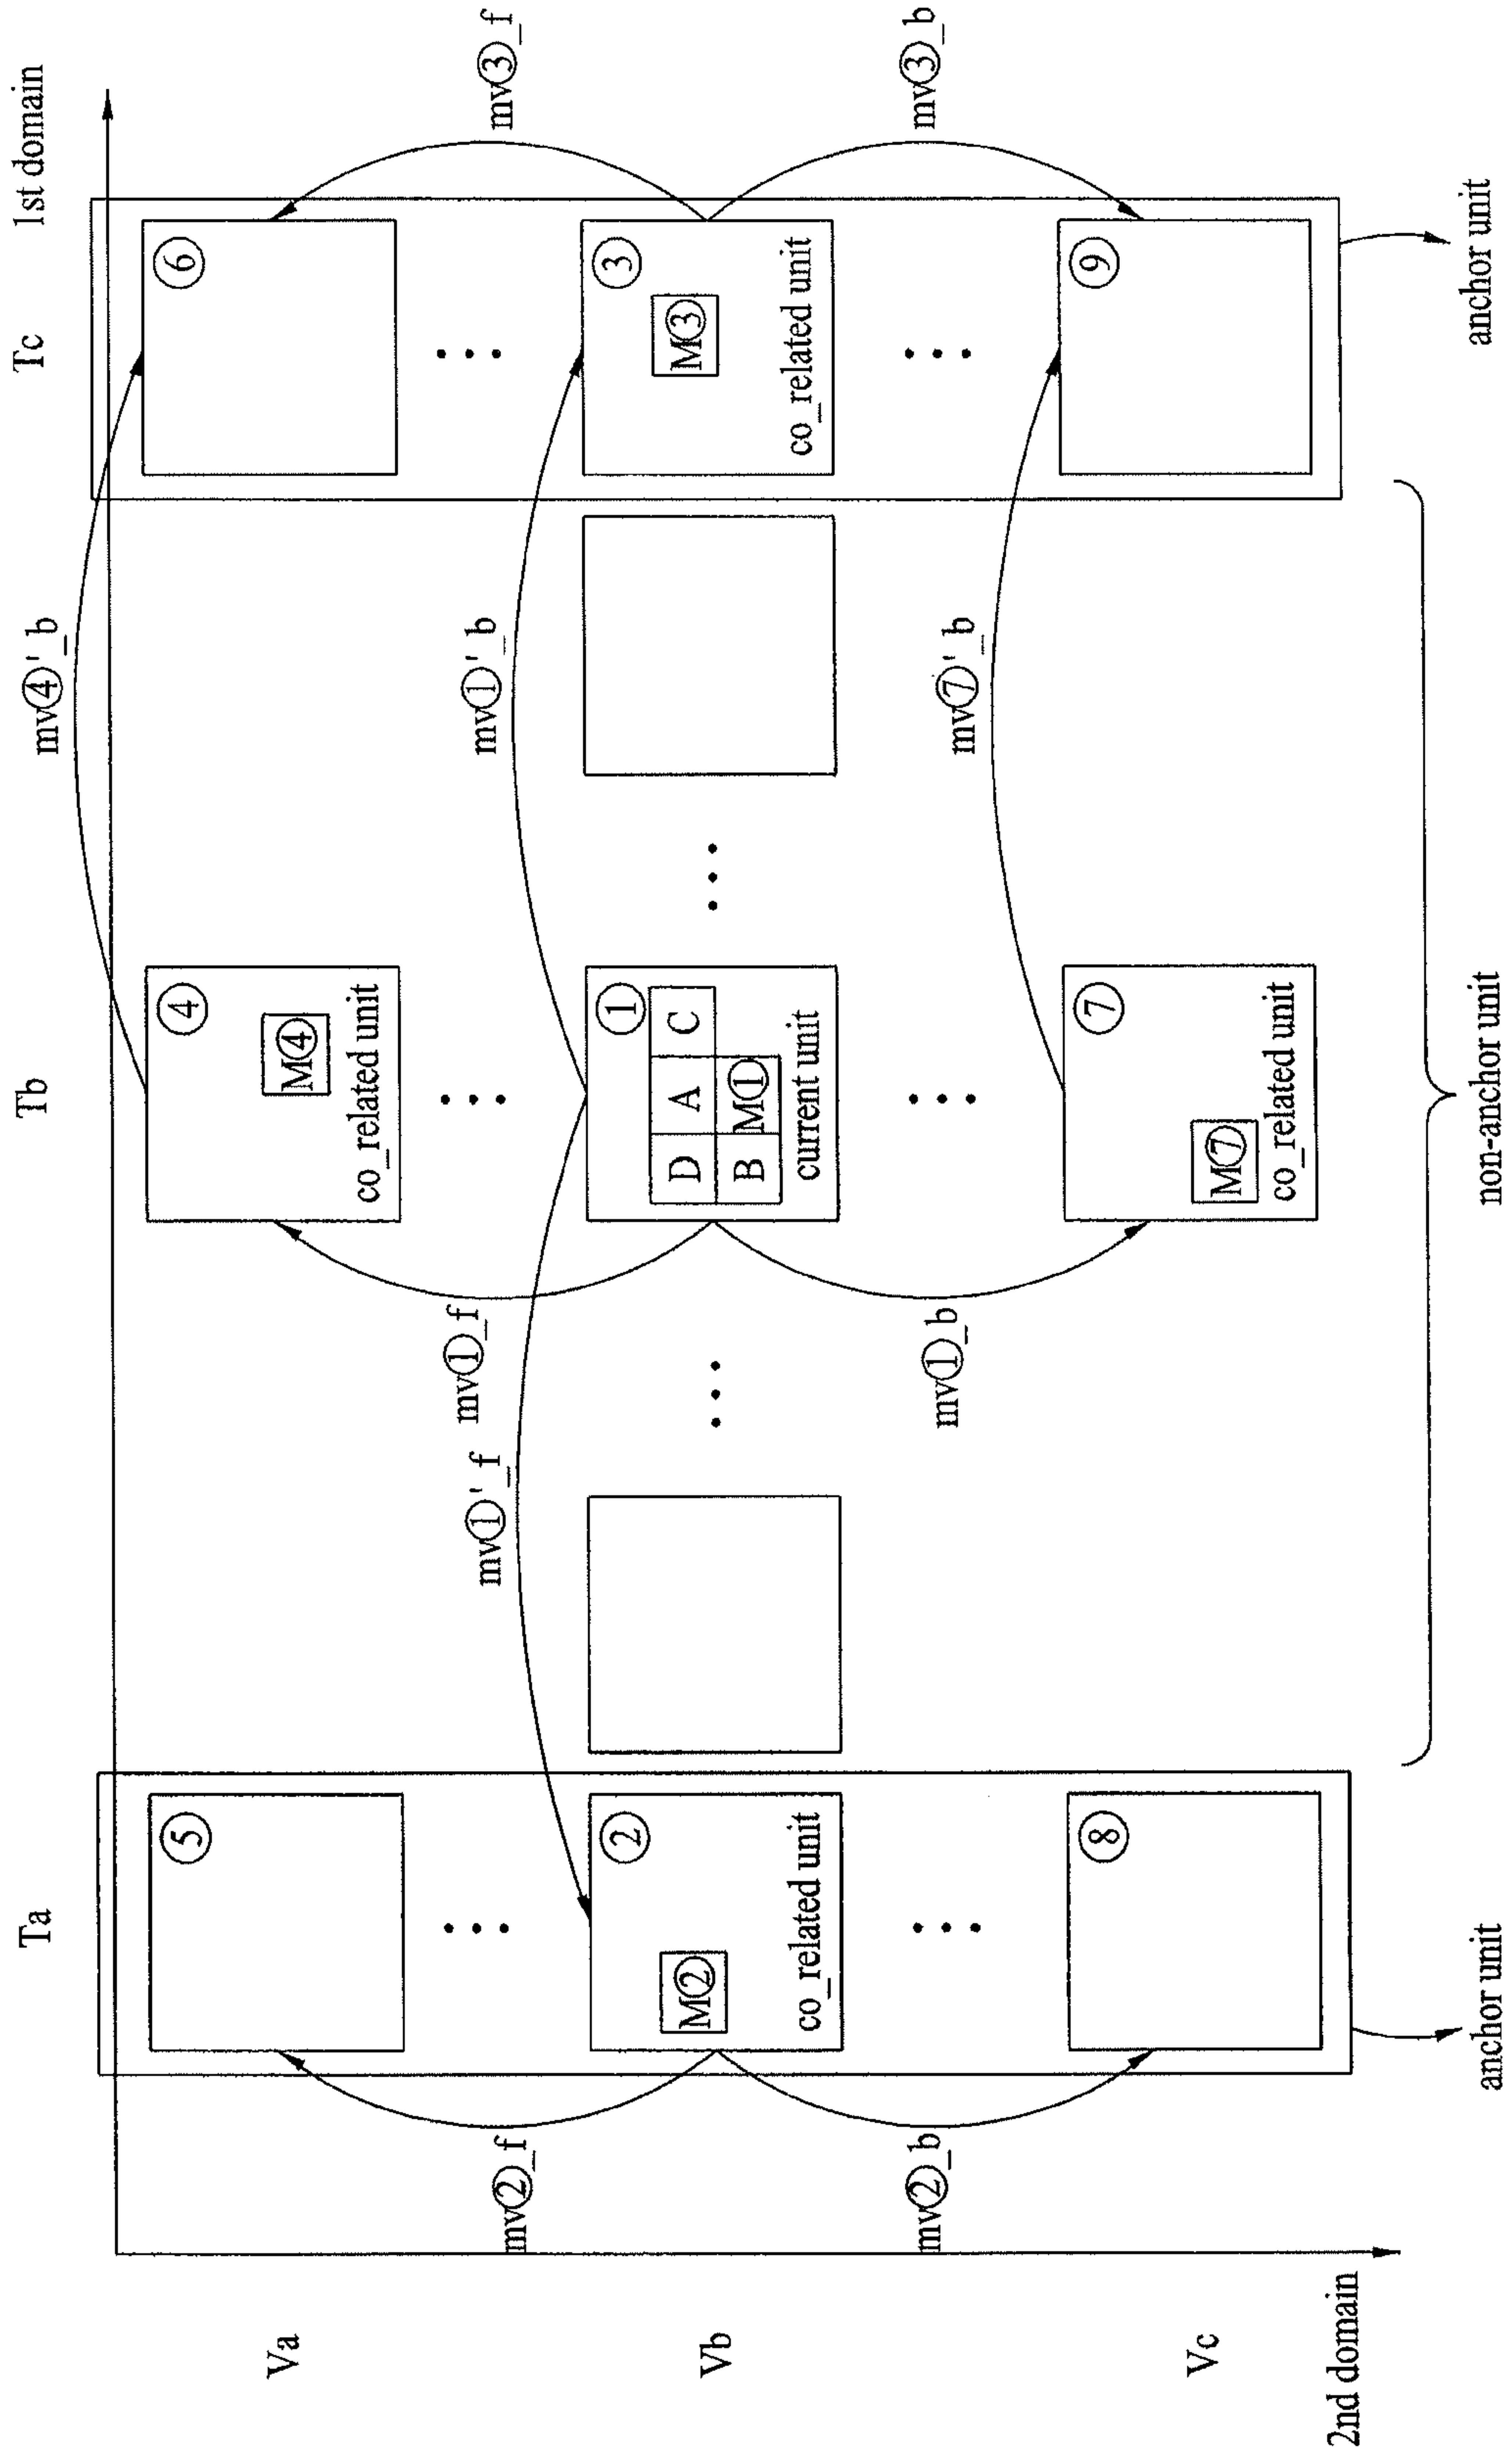 Ta
Tb
Tc
1st domain
mv④'_b
Va
⑤
④
M④
co_related unit
⑥
mv②_f
mv①'_f
mv①_f
mv①'_b
mv③_f
Vb
②
M②
co_related unit
①
D A C
B M①
current unit
③
M③
co_related unit
mv②_b
mv①_b
mv⑦'_b
mv③_b
Vc
⑧
⑦
M⑦
co_related unit
⑨
2nd domain
anchor unit
non-anchor unit
anchor unit